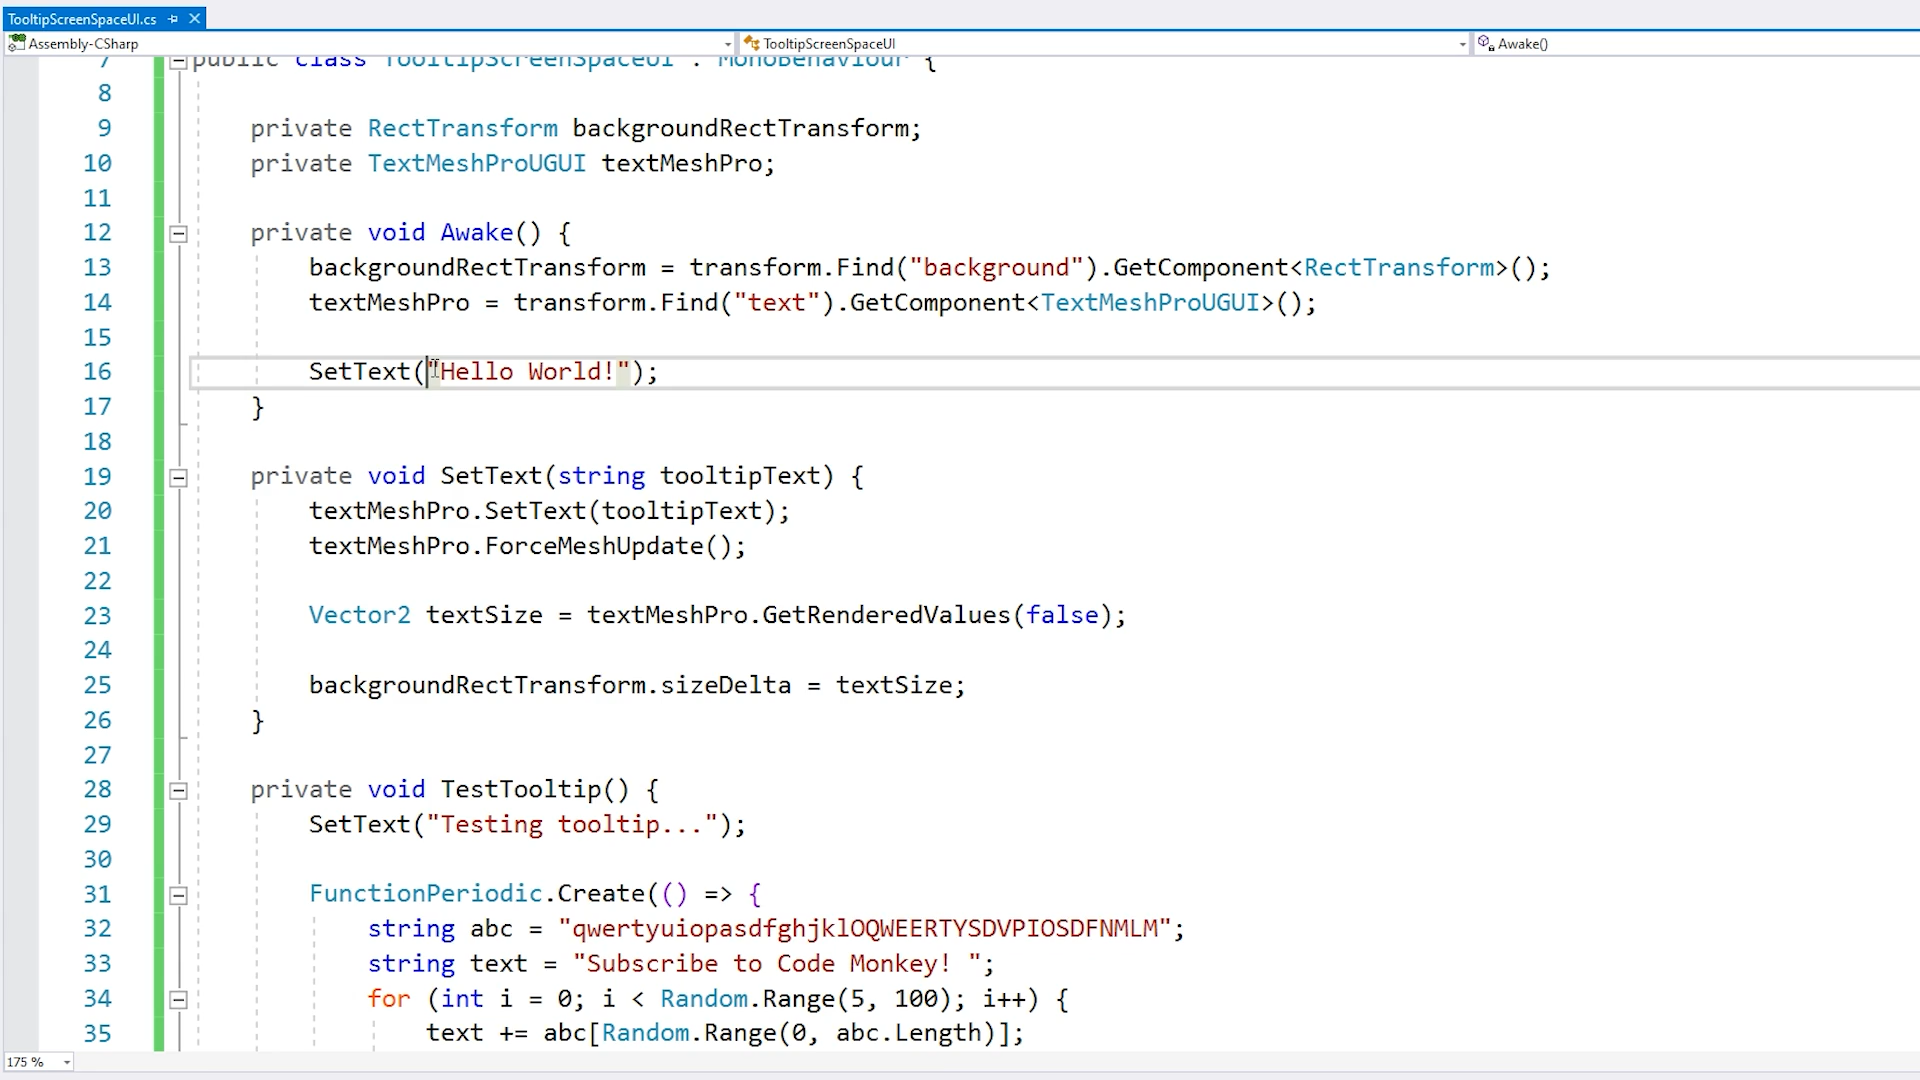 TooltipScreenSpaceUI.cs
Assembly-CSharp TooltipScreenSpaceUI Awake()
7 public class TooltipScreenSpaceUI : MonoBehaviour {
8
9 private RectTransform backgroundRectTransform;
10 private TextMeshProUGUI textMeshPro;
11
12 private void Awake() {
13 backgroundRectTransform = transform.Find("background").GetComponent<RectTransform>();
14 textMeshPro = transform.Find("text").GetComponent<TextMeshProUGUI>();
15
16 SetText("Hello World!");
17 }
18
19 private void SetText(string tooltipText) {
20 textMeshPro.SetText(tooltipText);
21 textMeshPro.ForceMeshUpdate();
22
23 Vector2 textSize = textMeshPro.GetRenderedValues(false);
24
25 backgroundRectTransform.sizeDelta = textSize;
26 }
27
28 private void TestTooltip() {
29 SetText("Testing tooltip...");
30
31 FunctionPeriodic.Create(() => {
32 string abc = "qwertyuiopasdfghjklOQWEERTYSDVPIOSDFNMLM";
33 string text = "Subscribe to Code Monkey! ";
34 for (int i = 0; i < Random.Range(5, 100); i++) {
35 text += abc[Random.Range(0, abc.Length)];
175 %